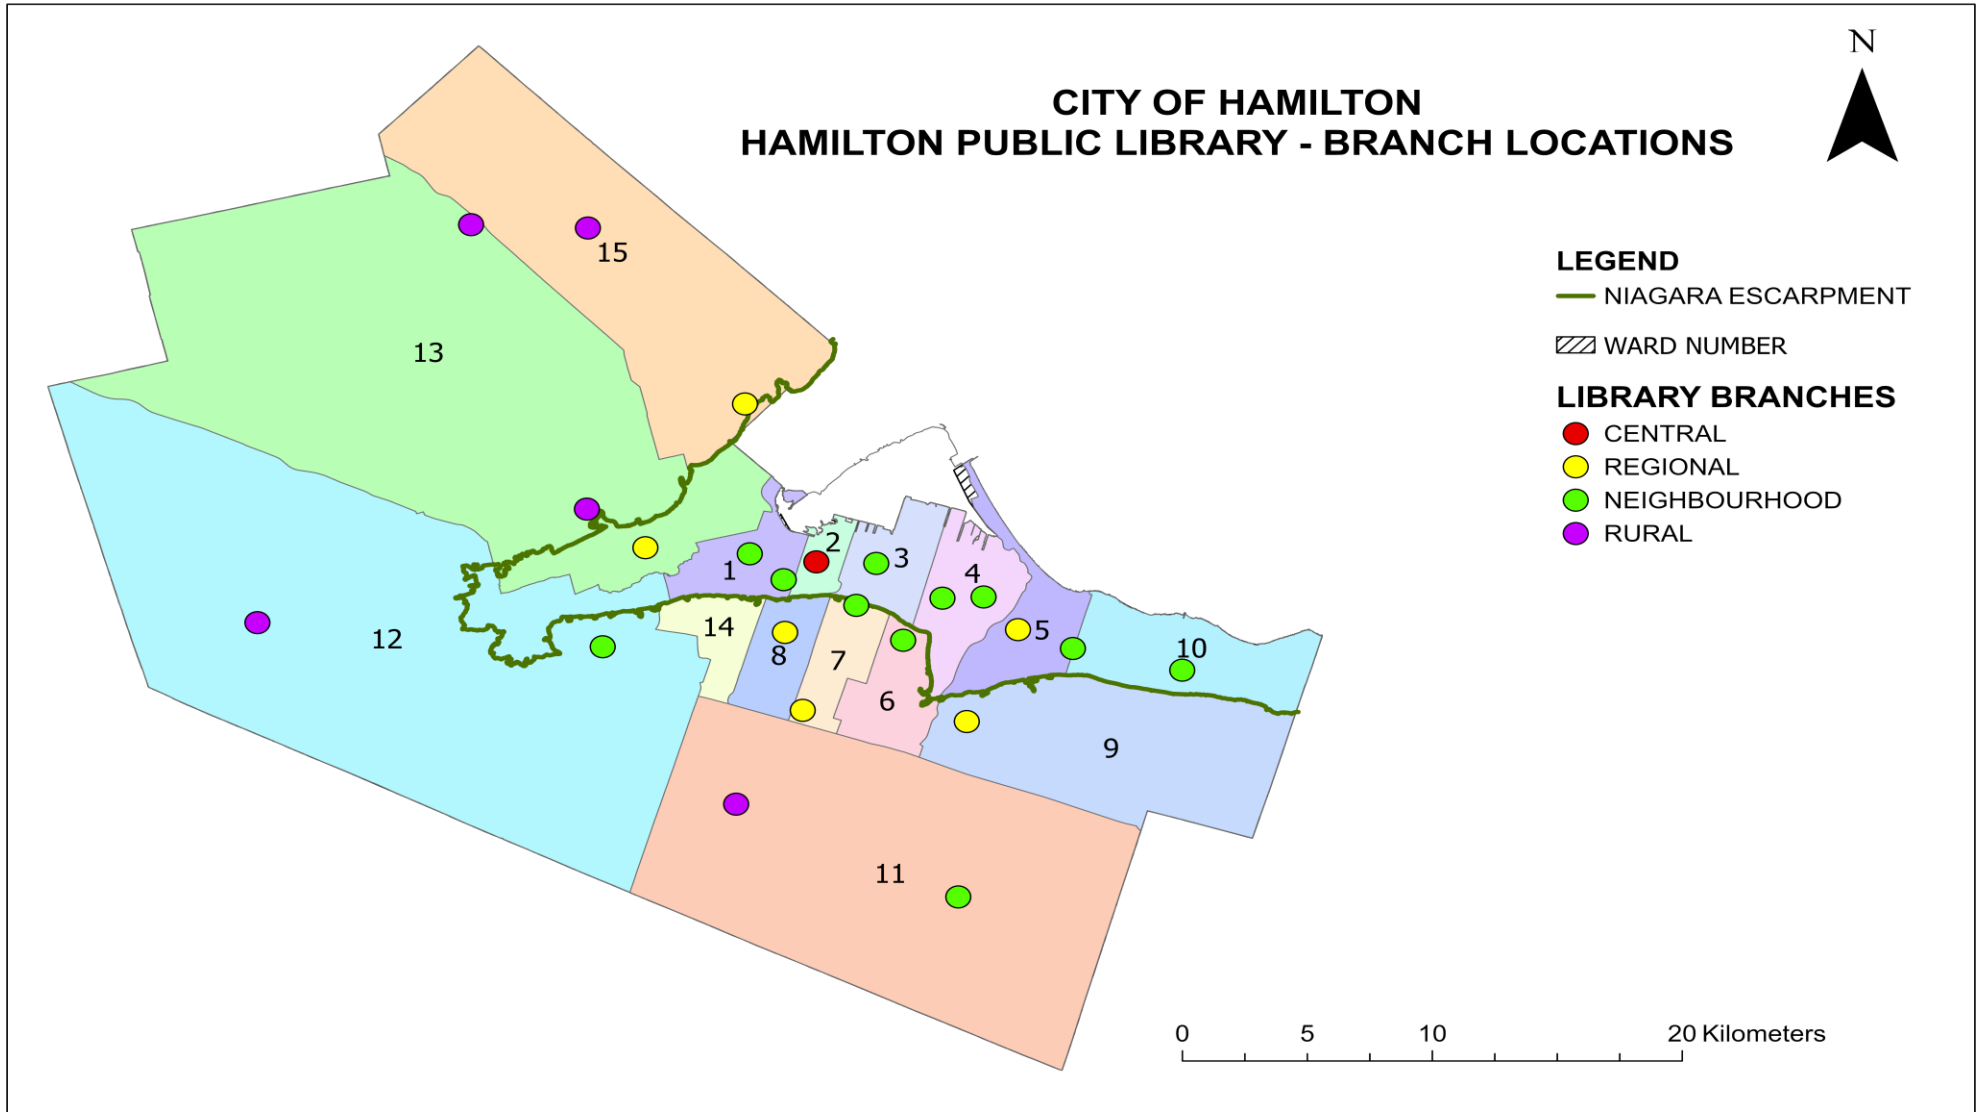 N
CITY OF HAMILTON
HAMILTON PUBLIC LIBRARY - BRANCH LOCATIONS
LEGEND
NIAGARA ESCARPMENT
WARD NUMBER
LIBRARY BRANCHES
CENTRAL
REGIONAL
NEIGHBOURHOOD
RURAL
15
13
2
3
1
4
14
5
12
10
8
7
6
9
11
0 5 10 20 Kilometers